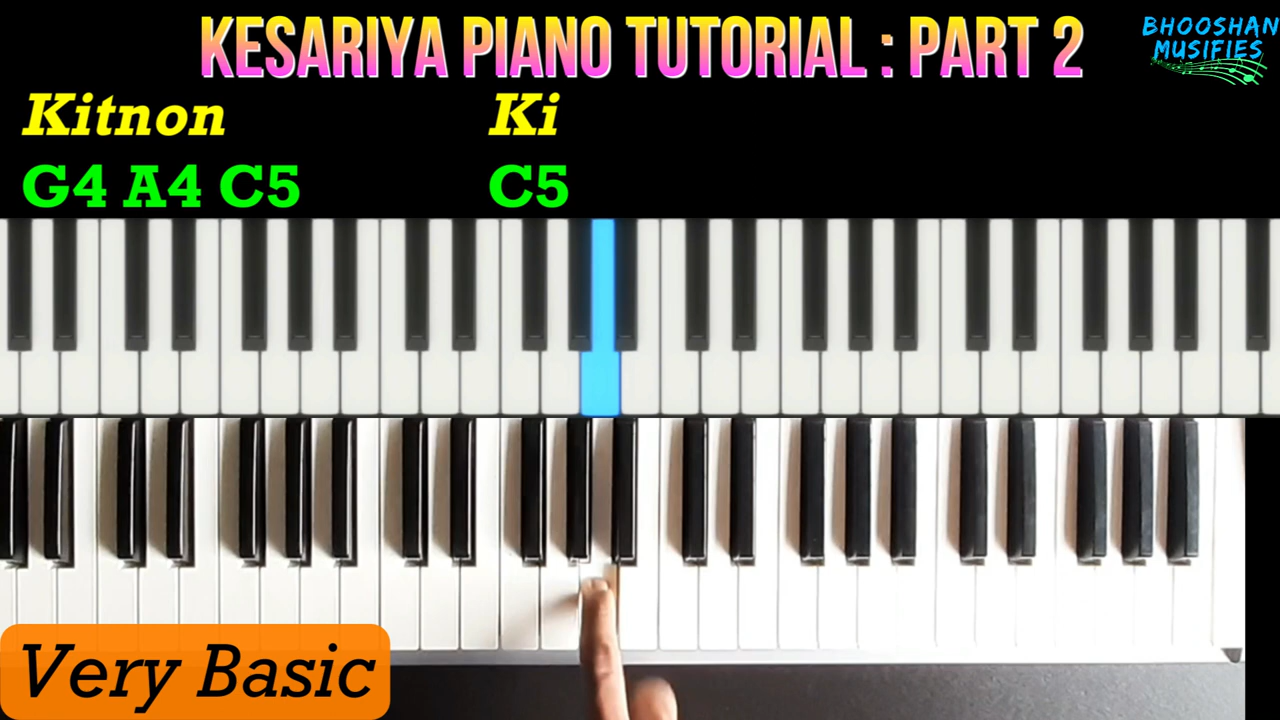 KESARIYA PIANO TUTORIAL : PART 2
BHOOSHAN
MUSIFIES
Kitnon Ki
G4 A4 C5 C5
Very Basic